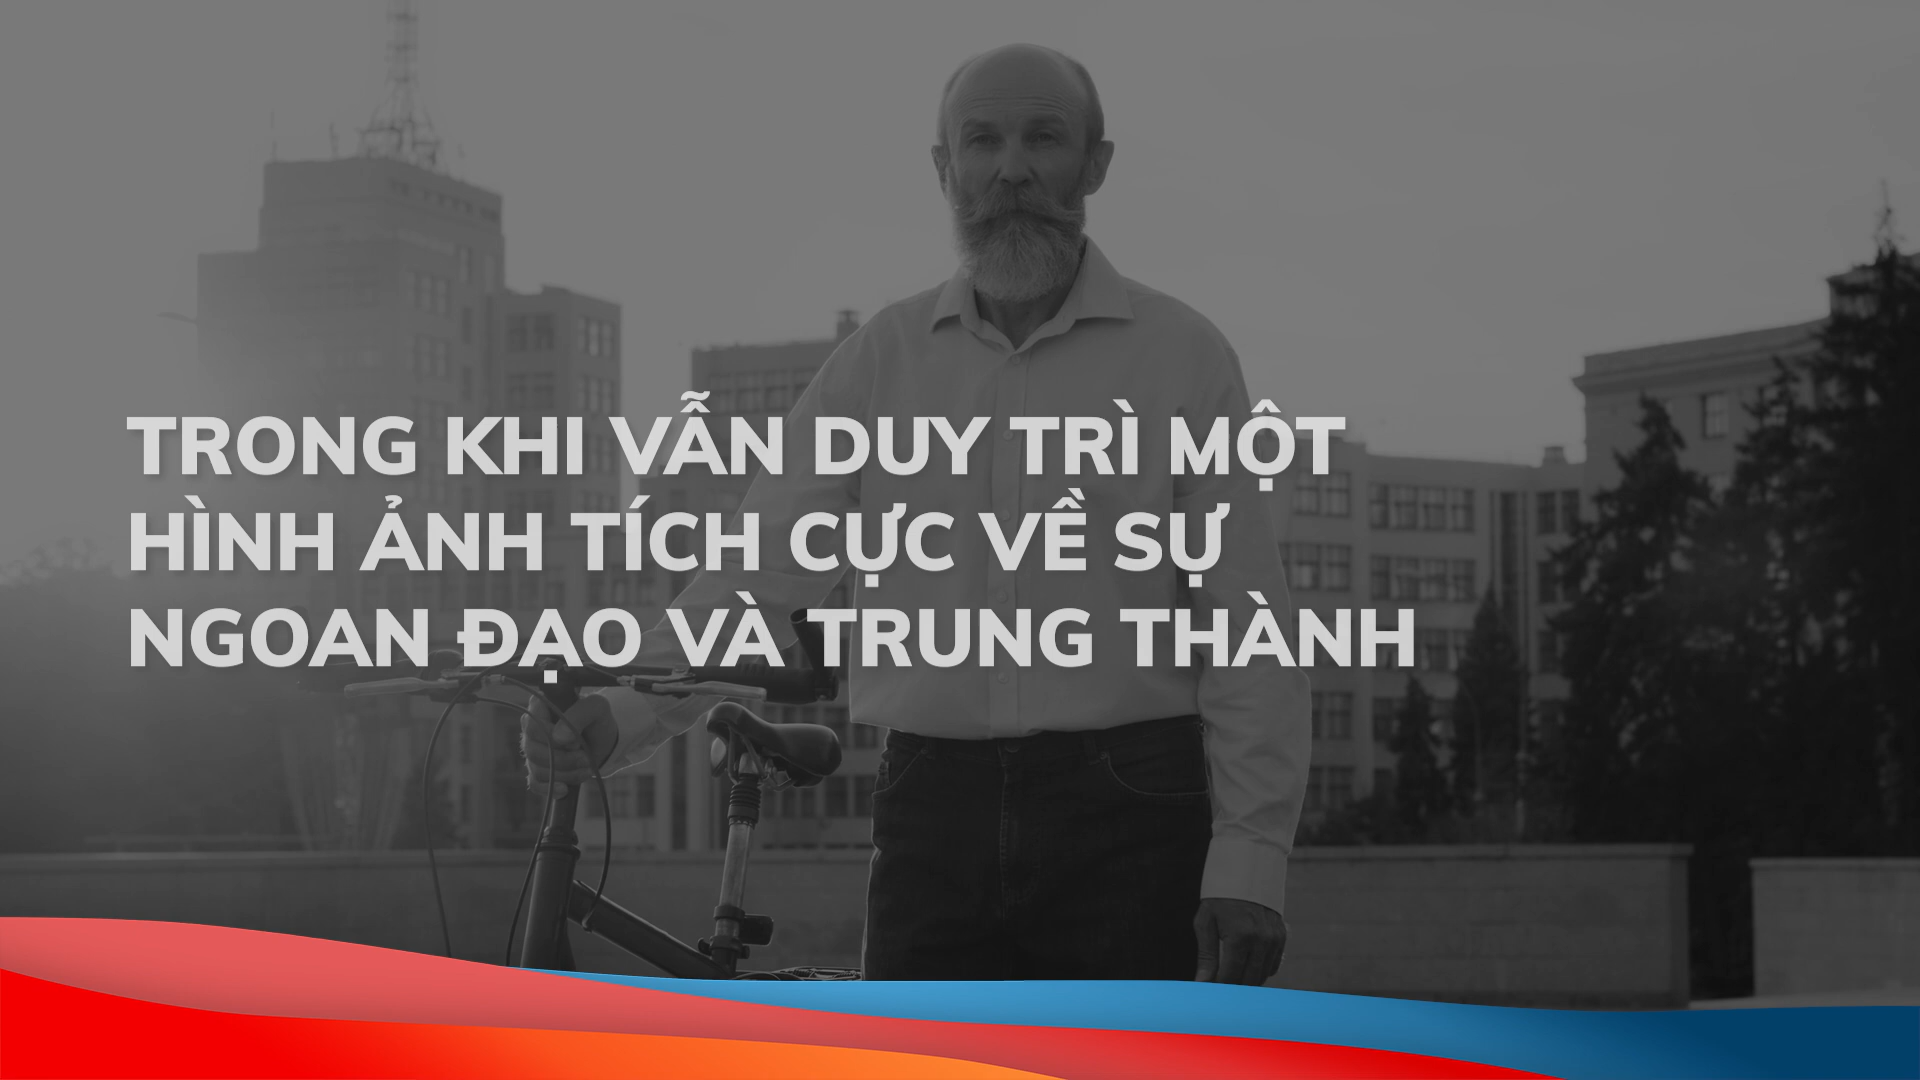 TRONG KHI VẪN DUY TRÌ MỘT
HÌNH ẢNH TÍCH CỰC VỀ SỰ
NGOAN ĐẠO VÀ TRUNG THÀNH